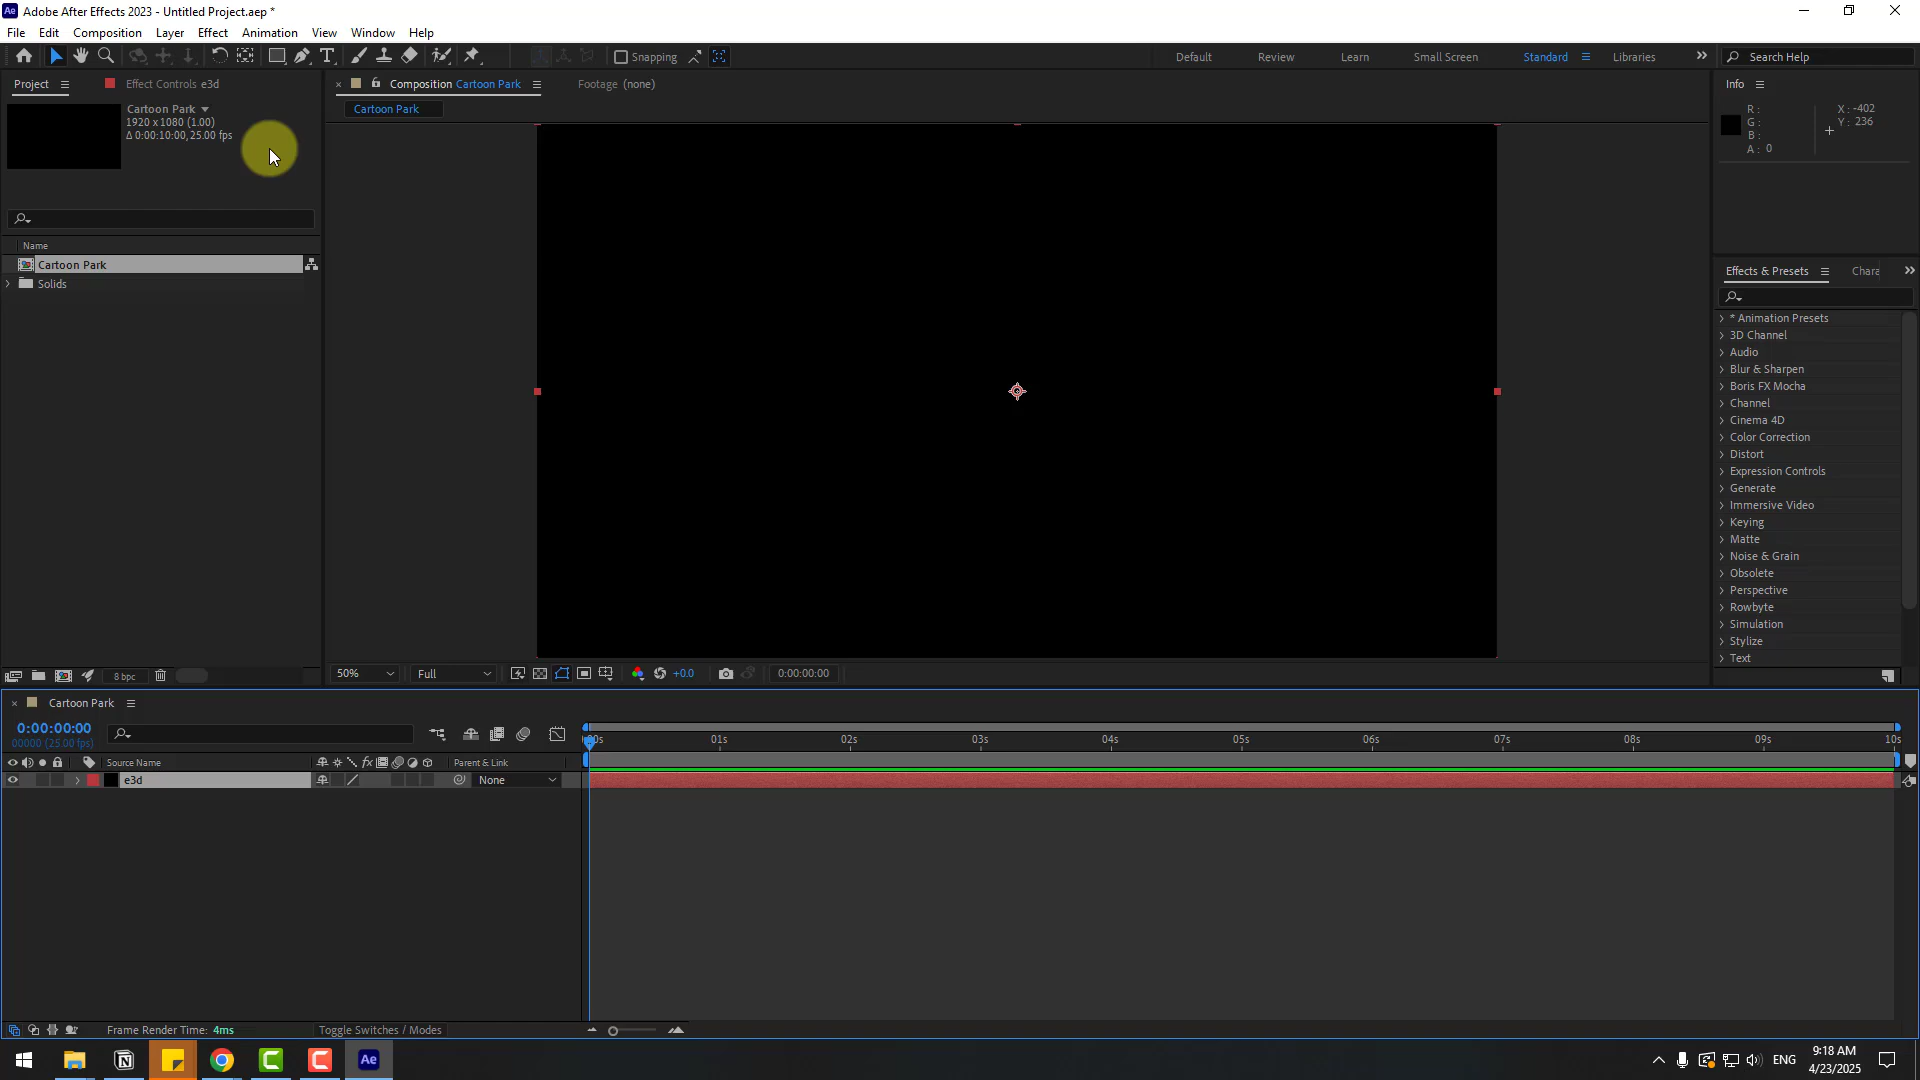 Adobe After Effects 2023 - Untitled Project.aep *
File Edit Composition Layer Effect Animation View Window Help
Snapping Default Review Learn Small Screen Standard Libraries Search Help
Project Effect Controls e3d Composition Cartoon Park Footage (none) Info
Cartoon Park
1920 x 1080 (1.00)
Δ 0:00:10:00, 25.00 fps
Cartoon Park
R :
G :
B :
A : 0
X : -402
Y : 236
Name
Cartoon Park
Solids
Effects & Presets Chara
* Animation Presets
3D Channel
Audio
Blur & Sharpen
Boris FX Mocha
Channel
Cinema 4D
Color Correction
Distort
Expression Controls
Generate
Immersive Video
Keying
Matte
Noise & Grain
Obsolete
Perspective
Rowbyte
Simulation
Stylize
Text
8 bpc
50% Full +0.0 0:00:00:00
Cartoon Park
0:00:00:00
00000 (25.00 fps)
01s 02s 03s 04s 05s 06s 07s 08s 09s 10s
Source Name fx Parent & Link
e3d None
Frame Render Time: 4ms Toggle Switches / Modes
Ae
ENG
9:18 AM
4/23/2025